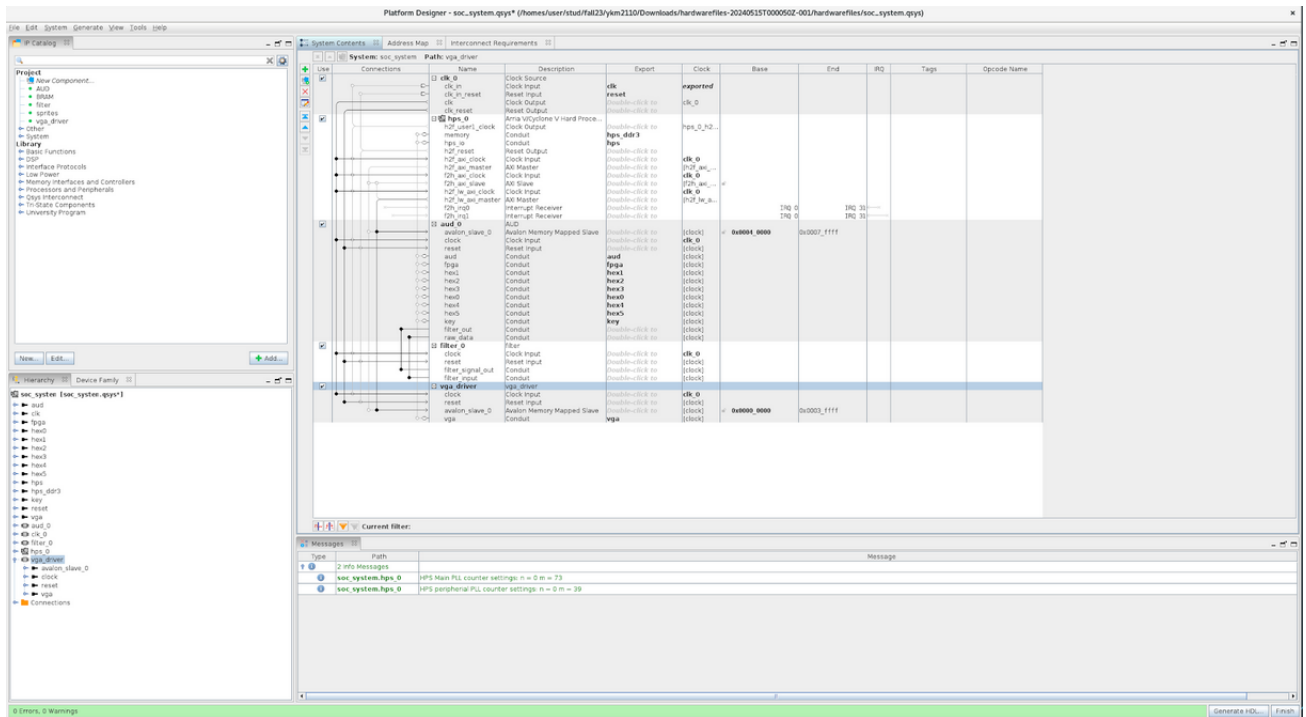 Platform Designer - soc_system.qsys* (/homes/user/stud/fall23/ykm2110/Downloads/hardwarefiles-20240515T000050Z-001/hardwarefiles/soc_system.qsys)
File Edit System Generate View Tools Help
IP Catalog
Project
New Component...
AUD
BRAM
filter
sprites
vga_driver
Other
System
Library
Basic Functions
DSP
Interface Protocols
Low Power
Memory Interfaces and Controllers
Processors and Peripherals
Qsys Interconnect
Tri-State Components
University Program
New... Edit... Add...
Hierarchy Device Family
soc_system [soc_system.qsys*]
aud
clk
fpga
hex0
hex1
hex2
hex3
hex4
hex5
hps
hps_ddr3
key
reset
vga
aud_0
clk_0
filter_0
hps_0
vga_driver
avalon_slave_0
clock
reset
vga
Connections
System Contents Address Map Interconnect Requirements
System: soc_system Path: vga_driver
Use Connections Name Description Export Clock Base End IRQ Tags Opcode Name
clk_0 Clock Source
clk_in Clock Input clk exported
clk_in_reset Reset Input reset
clk Clock Output Double-click to clk_0
clk_reset Reset Output Double-click to
hps_0 Arria V/Cyclone V Hard Proce...
h2f_user1_clock Clock Output Double-click to hps_0_h2...
memory Conduit hps_ddr3
hps_io Conduit hps
h2f_reset Reset Output Double-click to
h2f_axi_clock Clock Input Double-click to clk_0
h2f_axi_master AXI Master Double-click to [h2f_axi_...
f2h_axi_clock Clock Input Double-click to clk_0
f2h_axi_slave AXI Slave Double-click to [f2h_axi_...
h2f_lw_axi_clock Clock Input Double-click to clk_0
h2f_lw_axi_master AXI Master Double-click to [h2f_lw_a...
f2h_irq0 Interrupt Receiver Double-click to IRQ 0 IRQ 31
f2h_irq1 Interrupt Receiver Double-click to IRQ 0 IRQ 31
aud_0 AUD
avalon_slave_0 Avalon Memory Mapped Slave Double-click to [clock] 0x0004_0000 0x0007_ffff
clock Clock Input Double-click to clk_0
reset Reset Input Double-click to [clock]
aud Conduit aud [clock]
fpga Conduit fpga [clock]
hex1 Conduit hex1 [clock]
hex2 Conduit hex2 [clock]
hex3 Conduit hex3 [clock]
hex0 Conduit hex0 [clock]
hex4 Conduit hex4 [clock]
hex5 Conduit hex5 [clock]
key Conduit key [clock]
filter_out Conduit Double-click to [clock]
raw_data Conduit Double-click to [clock]
filter_0 filter
clock Clock Input Double-click to clk_0
reset Reset Input Double-click to [clock]
filter_signal_out Conduit Double-click to [clock]
filter_input Conduit Double-click to [clock]
vga_driver vga_driver
clock Clock Input Double-click to clk_0
reset Reset Input Double-click to [clock]
avalon_slave_0 Avalon Memory Mapped Slave Double-click to [clock] 0x0000_0000 0x0003_ffff
vga Conduit vga [clock]
Current filter:
Messages
Type Path Message
2 Info Messages
soc_system.hps_0 HPS Main PLL counter settings: n = 0 m = 73
soc_system.hps_0 HPS peripheral PLL counter settings: n = 0 m = 39
0 Errors, 0 Warnings
Generate HDL... Finish